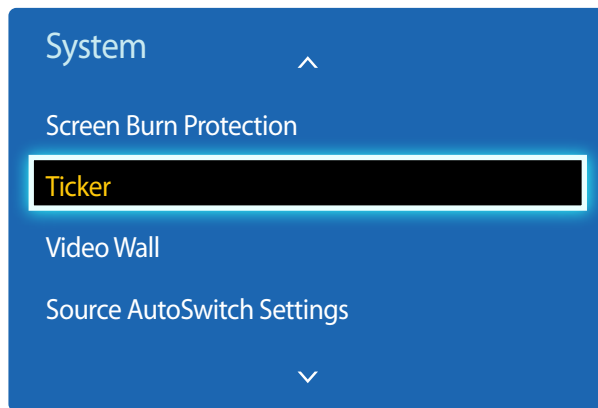 System
Screen Burn Protection
Ticker
Video Wall
Source AutoSwitch Settings